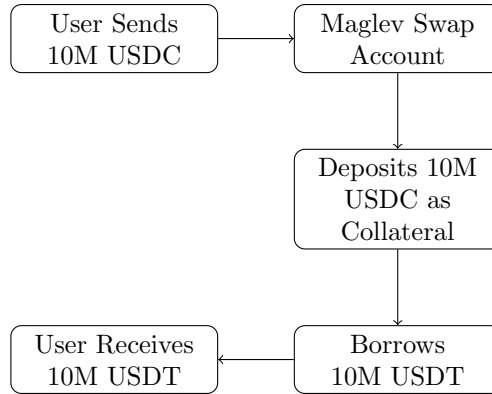 User Sends
10M USDC
Maglev Swap
Account
Deposits 10M
USDC as
Collateral
Borrows
10M USDT
User Receives
10M USDT